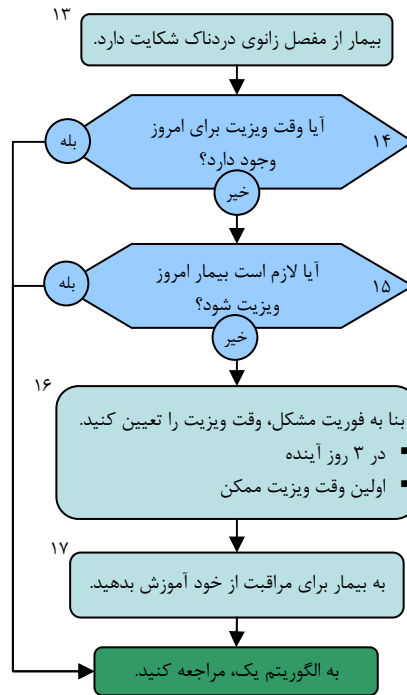 ۱۳
بیمار از مفصل زانوی دردناک شکایت دارد.
۱۴
آیا وقت ویزیت برای امروز
وجود دارد؟
بله
خیر
۱۵
آیا لازم است بیمار امروز
ویزیت شود؟
بله
خیر
۱۶
بنا به فوریت مشکل، وقت ویزیت را تعیین کنید.
▪ در ۳ روز آینده
▪ اولین وقت ویزیت ممکن
۱۷
به بیمار برای مراقبت از خود آموزش بدهید.
به الگوریتم یک، مراجعه کنید.